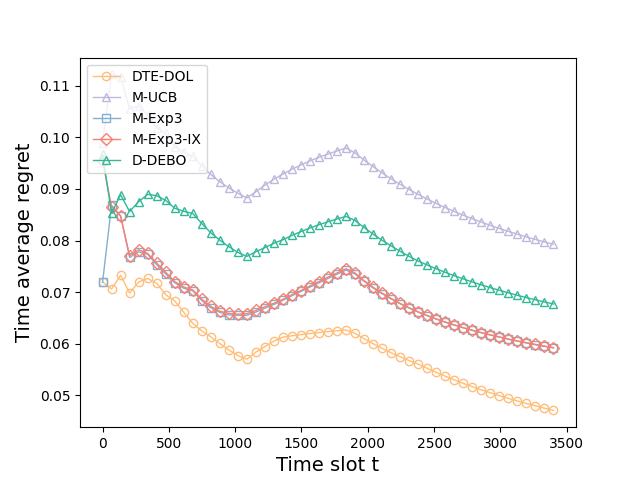 DTE-DOL
M-UCB
M-Exp3
M-Exp3-IX
D-DEBO
Time average regret
0.11
0.10
0.09
0.08
0.07
0.06
0.05
0 500 1000 1500 2000 2500 3000 3500
Time slot t